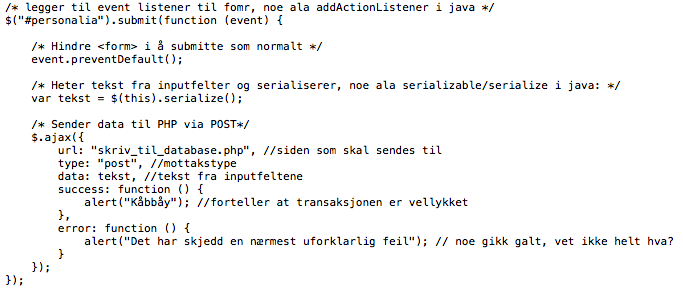 /* legger til event listener til fomr, noe ala addActionListener i java */
$("#personalia").submit(function (event) {
/* Hindre <form> i å submitte som normalt */
event.preventDefault();
/* Heter tekst fra inputfelter og serialiserer, noe ala serializable/serialize i java: */
var tekst = $(this).serialize();
/* Sender data til PHP via POST*/
$.ajax({
url: "skriv_til_database.php", //siden som skal sendes til
type: "post", //mottakstype
data: tekst, //tekst fra inputfeltene
success: function () {
alert("Kåbbåy"); //forteller at transaksjonen er vellykket
},
error: function () {
alert("Det har skjedd en nærmest uforklarlig feil"); // noe gikk galt, vet ikke helt hva?
}
});
});